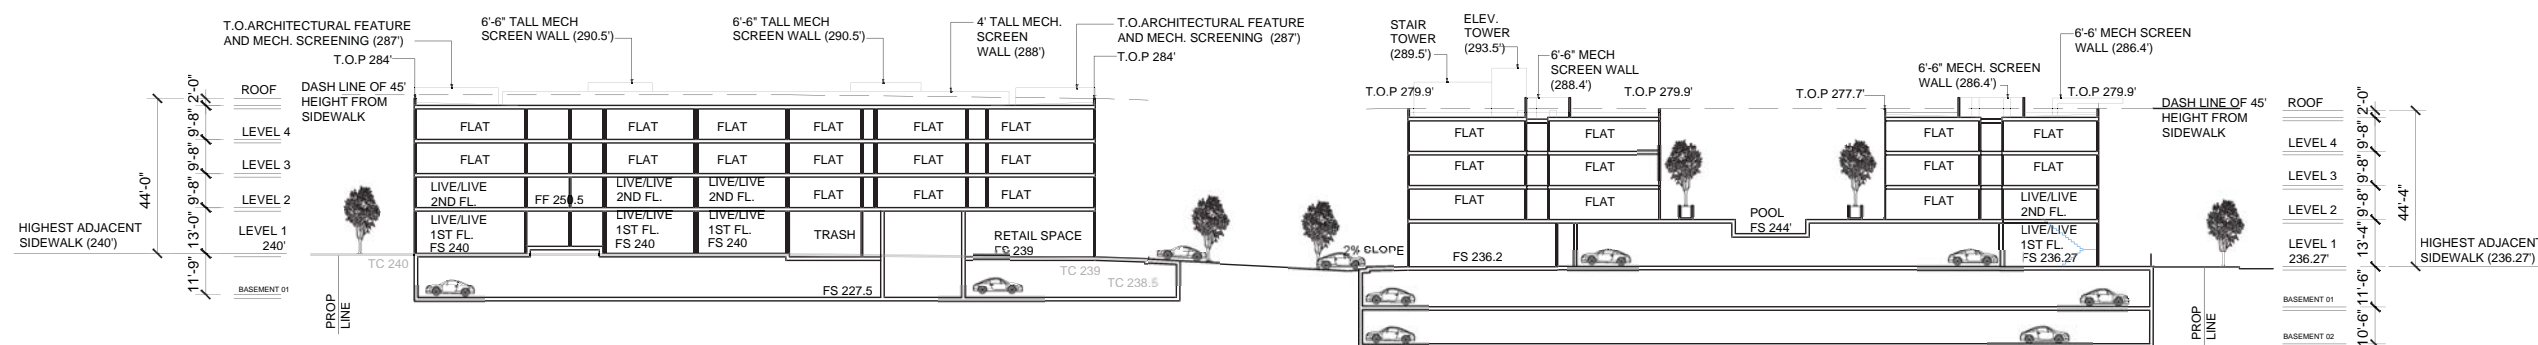 T.O.ARCHITECTURAL FEATURE
AND MECH. SCREENING (287')
T.O.P 284'
6'-6" TALL MECH
SCREEN WALL (290.5')
6'-6" TALL MECH
SCREEN WALL (290.5')
4' TALL MECH.
SCREEN
WALL (288')
T.O.ARCHITECTURAL FEATURE
AND MECH. SCREENING (287')
T.O.P 284'
DASH LINE OF 45'
HEIGHT FROM
SIDEWALK
ROOF
LEVEL 4
LEVEL 3
LEVEL 2
LEVEL 1
240'
BASEMENT 01
2'-0"
9'-8"
9'-8"
9'-8"
13'-0"
11'-9"
44'-0"
HIGHEST ADJACENT
SIDEWALK (240')
FLAT
FLAT
FLAT
FLAT
FLAT
FLAT
FLAT
FLAT
FLAT
FLAT
FLAT
FLAT
LIVE/LIVE
2ND FL.
FF 250.5
LIVE/LIVE
2ND FL.
LIVE/LIVE
2ND FL.
FLAT
FLAT
FLAT
LIVE/LIVE
1ST FL.
FS 240
LIVE/LIVE
1ST FL.
FS 240
LIVE/LIVE
1ST FL.
FS 240
TRASH
RETAIL SPACE
FS 239
TC 240
TC 239
TC 238.5
FS 227.5
PROP
LINE
STAIR
TOWER
(289.5')
ELEV.
TOWER
(293.5')
6'-6" MECH
SCREEN WALL
(288.4')
6'-6' MECH SCREEN
WALL (286.4')
6'-6" MECH. SCREEN
WALL (286.4')
T.O.P 279.9'
T.O.P 279.9'
T.O.P 277.7'
T.O.P 279.9'
DASH LINE OF 45'
HEIGHT FROM
SIDEWALK
FLAT
FLAT
FLAT
FLAT
FLAT
FLAT
FLAT
FLAT
FLAT
FLAT
FLAT
LIVE/LIVE
2ND FL.
POOL
FS 244'
2% SLOPE
FS 236.2
LIVE/LIVE
1ST FL.
FS 236.27
ROOF
LEVEL 4
LEVEL 3
LEVEL 2
LEVEL 1
236.27'
BASEMENT 01
BASEMENT 02
2'-0"
9'-8"
9'-8"
9'-8"
13'-4"
11'-6"
10'-6"
44'-4"
HIGHEST ADJACENT
SIDEWALK (236.27')
PROP
LINE